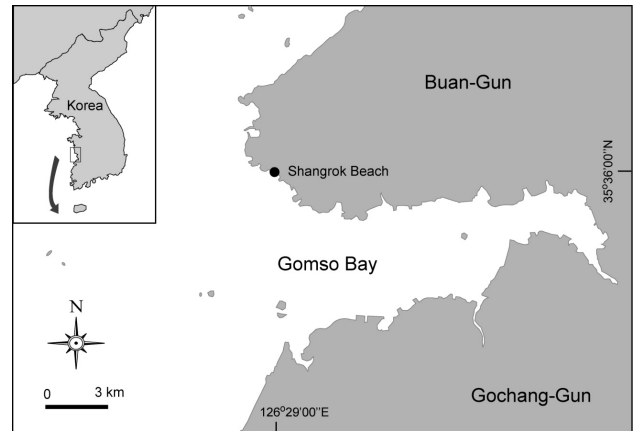 Korea
Buan-Gun
Shangrok Beach
35°36'00''N
Gomso Bay
N
0 3 km
Gochang-Gun
126°29'00''E